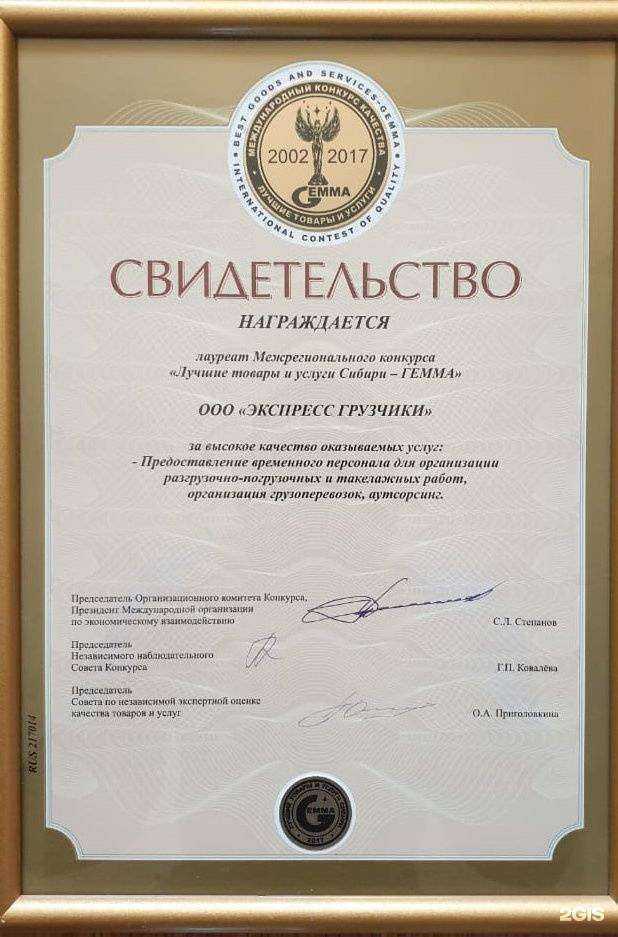 BEST GOODS AND SERVICES-GEMMA
INTERNATIONAL CONTEST OF QUALITY
МЕЖДУНАРОДНЫЙ КОНКУРС КАЧЕСТВА
2002 2017
GEMMA
ЛУЧШИЕ ТОВАРЫ И УСЛУГИ
СВИДЕТЕЛЬСТВО
НАГРАЖДАЕТСЯ
лауреат Межрегионального конкурса
«Лучшие товары и услуги Сибири – ГЕММА»
ООО «ЭКСПРЕСС ГРУЗЧИКИ»
за высокое качество оказываемых услуг:
- Предоставление временного персонала для организации
разгрузочно-погрузочных и такелажных работ,
организация грузоперевозок, аутсорсинг.
Председатель Организационного комитета Конкурса,
Президент Международной организации
по экономическому взаимодействию
С.Л. Степанов
Председатель
Независимого наблюдательного
Совета Конкурса
Г.П. Ковалёва
Председатель
Совета по независимой экспертной оценке
качества товаров и услуг
О.А. Приголовкина
RUS 217014
GEMMA
2017
2GIS